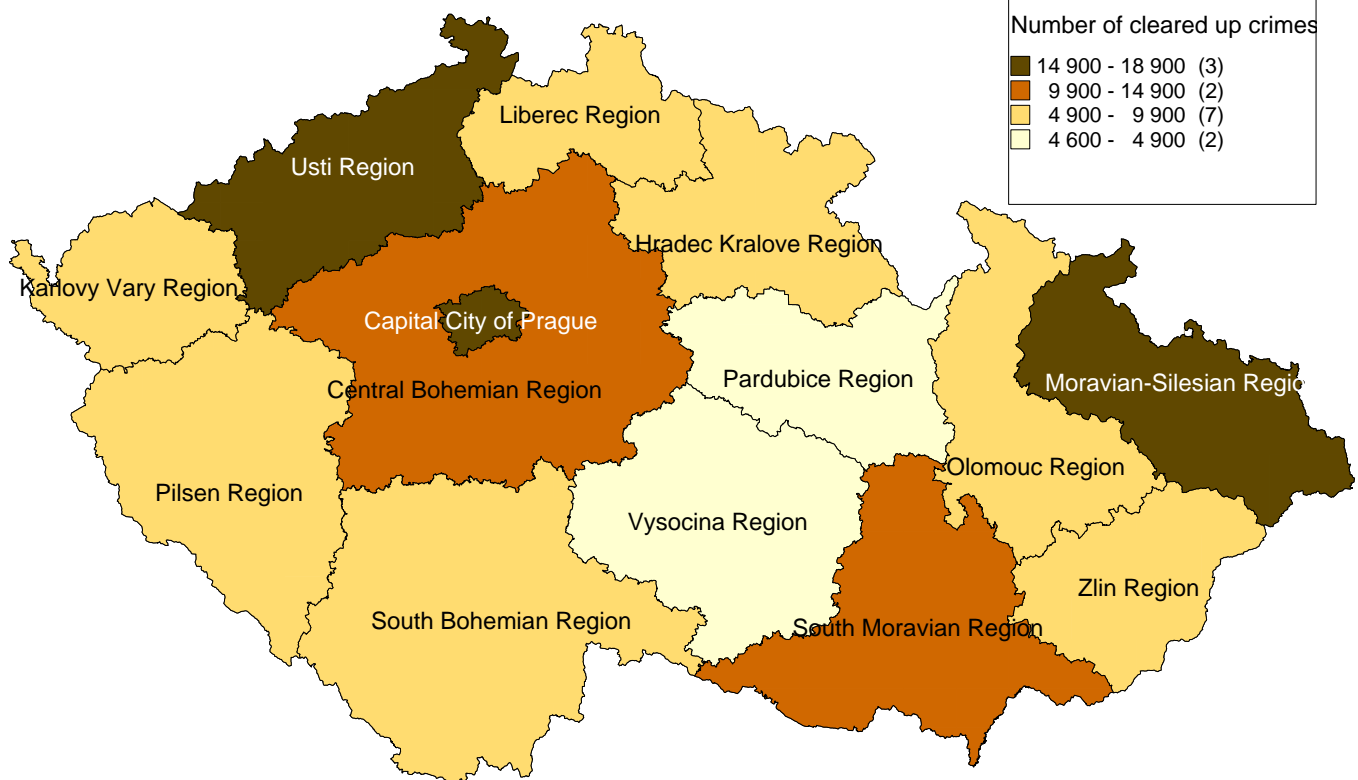 Number of cleared up crimes
14 900 - 18 900 (3)
9 900 - 14 900 (2)
4 900 - 9 900 (7)
4 600 - 4 900 (2)
Liberec Region
Usti Region
Hradec Kralove Region
Karlovy Vary Region
Capital City of Prague
Pardubice Region
Moravian-Silesian Regio
Central Bohemian Region
Olomouc Region
Pilsen Region
Vysocina Region
Zlin Region
South Bohemian Region
South Moravian Region